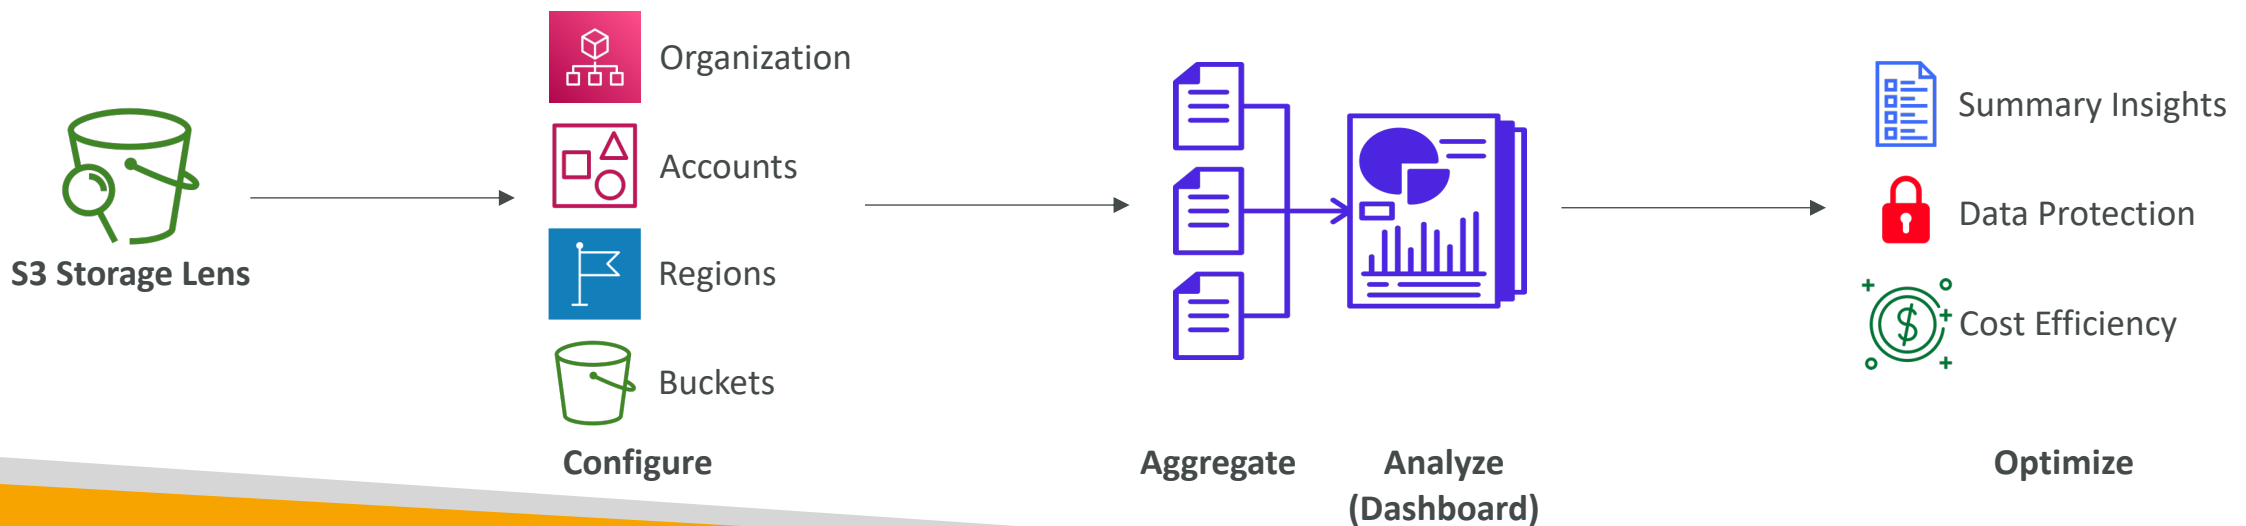 S3 Storage Lens
Organization
Accounts
Regions
Buckets
Configure
Aggregate
Analyze
(Dashboard)
Summary Insights
Data Protection
$ Cost Efficiency
Optimize